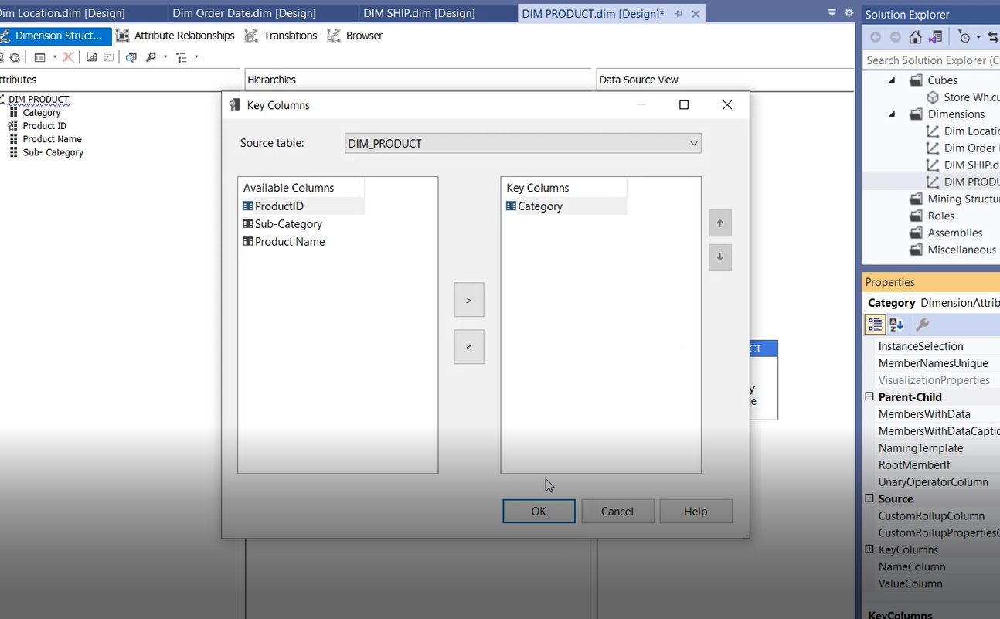 Dim Location.dim [Design]
Dim Order Date.dim [Design]
DIM SHIP.dim [Design]
DIM PRODUCT.dim [Design]*
Dimension Struct...
Attribute Relationships
Translations
Browser
ttributes
Hierarchies
Data Source View
DIM PRODUCT
Category
Product ID
Product Name
Sub- Category
Key Columns
Source table:
DIM_PRODUCT
Available Columns
ProductID
Sub-Category
Product Name
>
<
Key Columns
Category
CT
y
e
OK
Cancel
Help
Solution Explorer
Search Solution Explorer (C
Cubes
Store Wh.cu
Dimensions
Dim Locatio
Dim Order
DIM SHIP.d
DIM PRODU
Mining Structur
Roles
Assemblies
Miscellaneous
Properties
Category DimensionAttrib
InstanceSelection
MemberNamesUnique
VisualizationProperties
Parent-Child
MembersWithData
MembersWithDataCaptio
NamingTemplate
RootMemberIf
UnaryOperatorColumn
Source
CustomRollupColumn
CustomRollupPropertiesC
KeyColumns
NameColumn
ValueColumn
KeyColumns